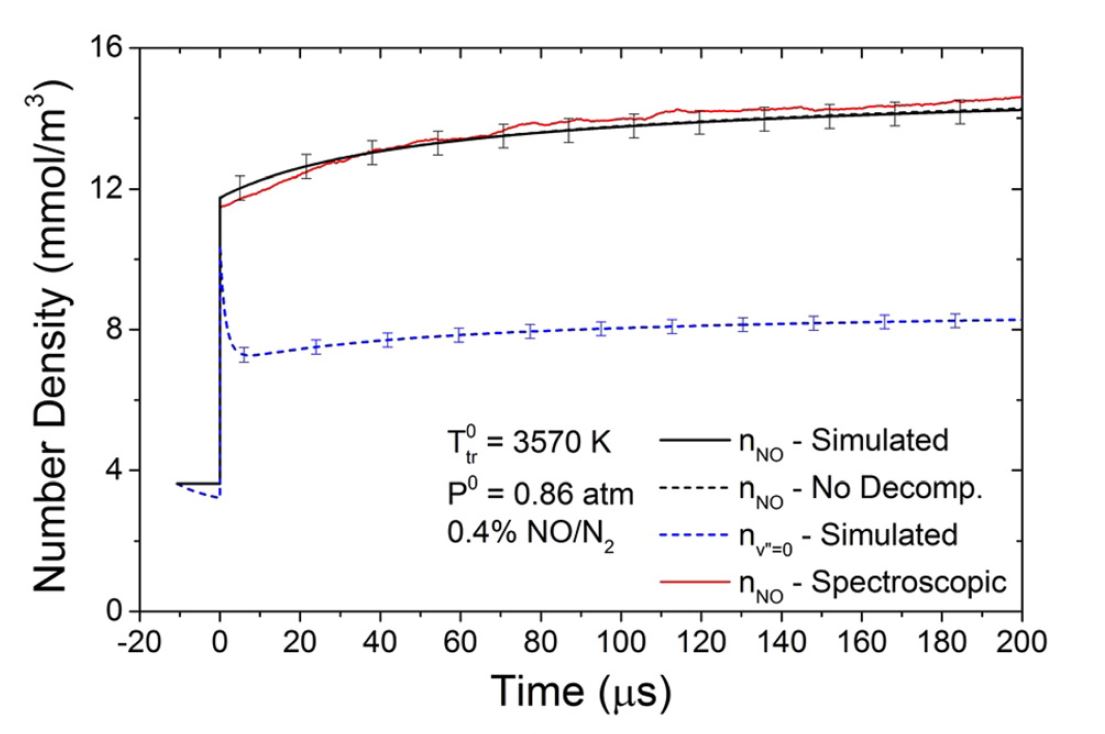 Number Density (mmol/m³)
16
12
8
4
0
T⁰tr = 3570 K
P⁰ = 0.86 atm
0.4% NO/N₂
nNO - Simulated
nNO - No Decomp.
nv"=0 - Simulated
nNO - Spectroscopic
-20 0 20 40 60 80 100 120 140 160 180 200
Time (μs)